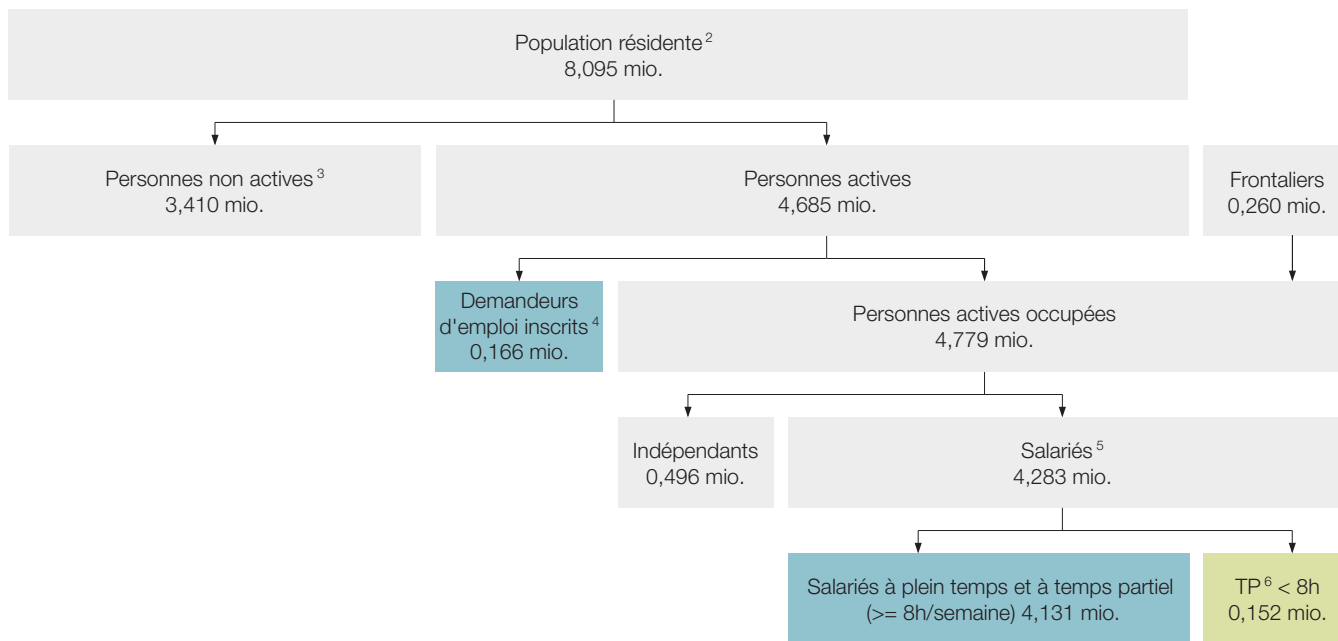 Population résidente 2
8,095 mio.
Personnes non actives 3
3,410 mio.
Personnes actives
4,685 mio.
Frontaliers
0,260 mio.
Demandeurs
d'emploi inscrits 4
0,166 mio.
Personnes actives occupées
4,779 mio.
Indépendants
0,496 mio.
Salariés 5
4,283 mio.
Salariés à plein temps et à temps partiel
(>= 8h/semaine) 4,131 mio.
TP 6 < 8h
0,152 mio.